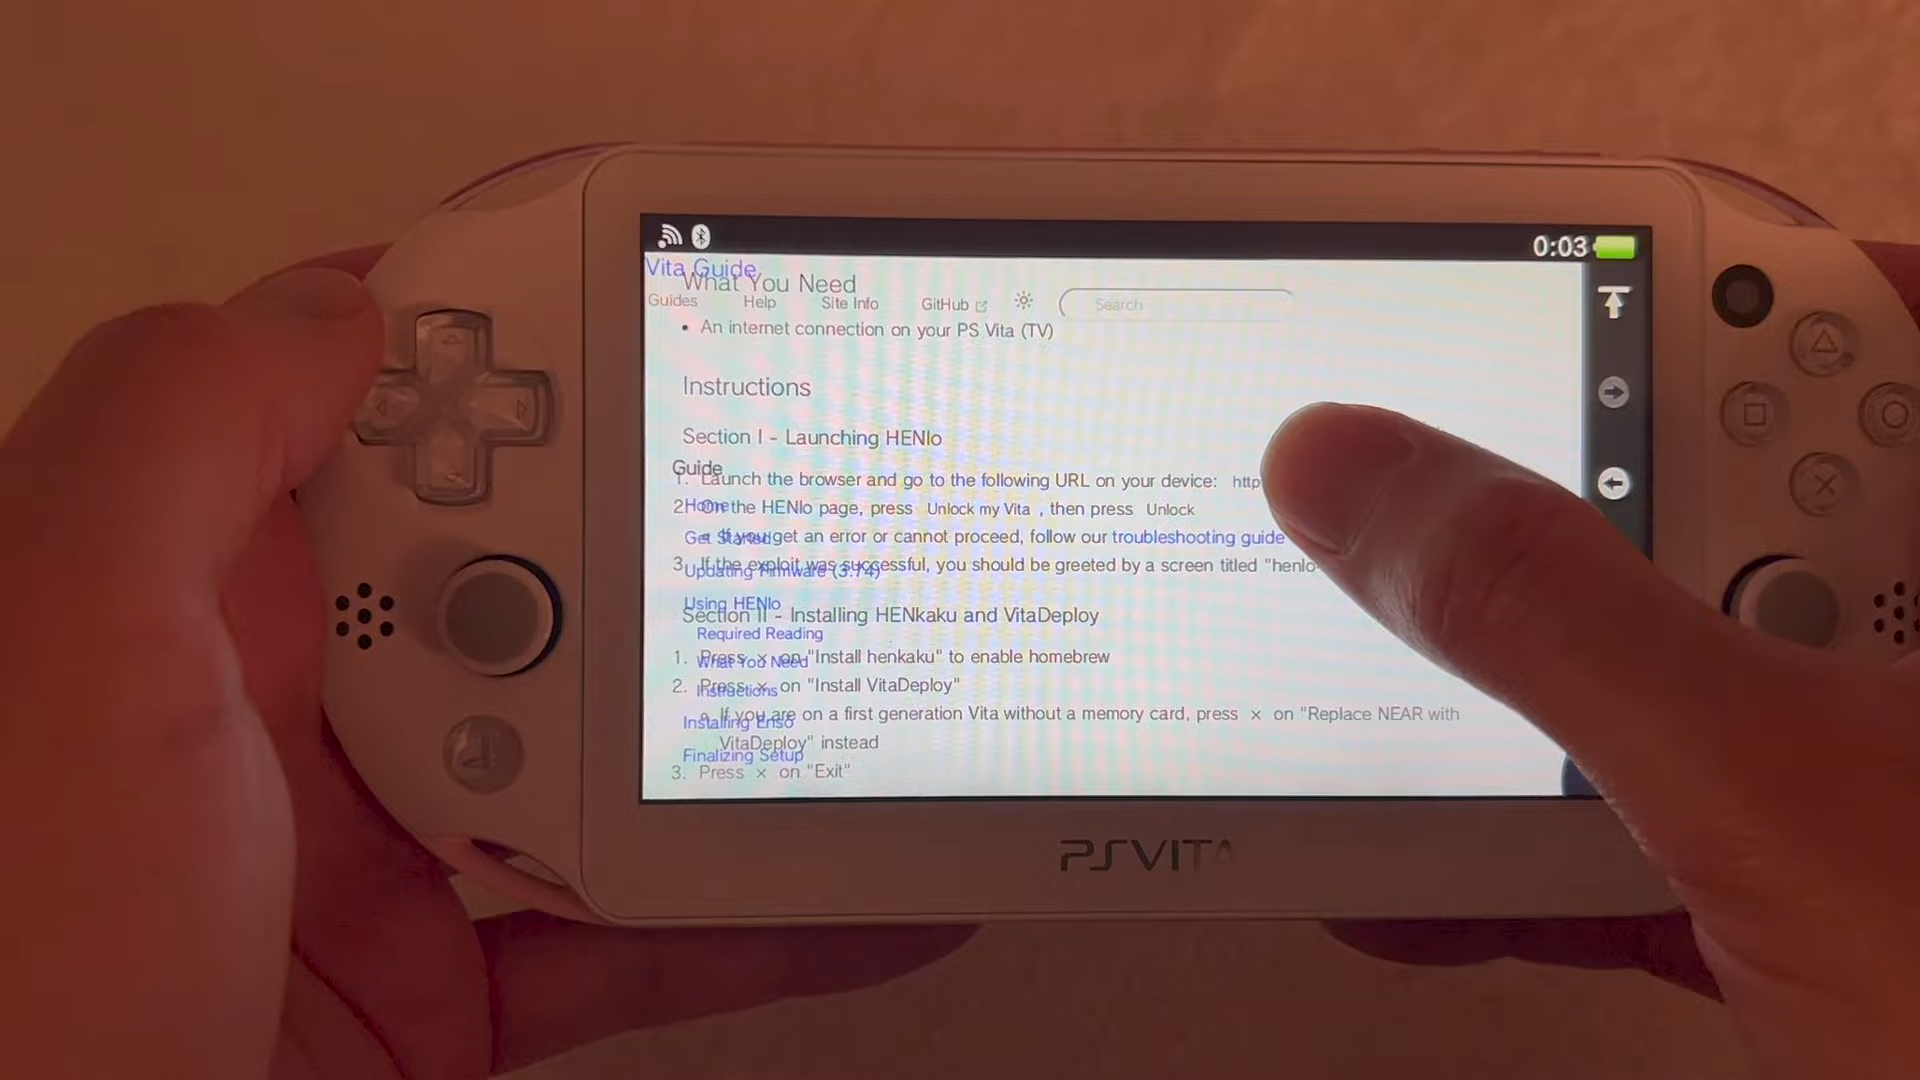 0:03
Vita Guide
What You Need
Guides Help Site Info GitHub Search
• An internet connection on your PS Vita (TV)
Instructions
Section I - Launching HENlo
Guide
1. Launch the browser and go to the following URL on your device: http
Home
2. On the HENlo page, press Unlock my Vita , then press Unlock
Get Started
If you get an error or cannot proceed, follow our troubleshooting guide
3. If the exploit was successful, you should be greeted by a screen titled "henlo-
Updating Firmware (3.74)
Using HENlo
Section II - Installing HENkaku and VitaDeploy
Required Reading
1. Press × on "Install henkaku" to enable homebrew
What You Need
2. Press × on "Install VitaDeploy"
Instructions
If you are on a first generation Vita without a memory card, press × on "Replace NEAR with
Installing Enso
VitaDeploy" instead
Finalizing Setup
3. Press × on "Exit"
PSVITA